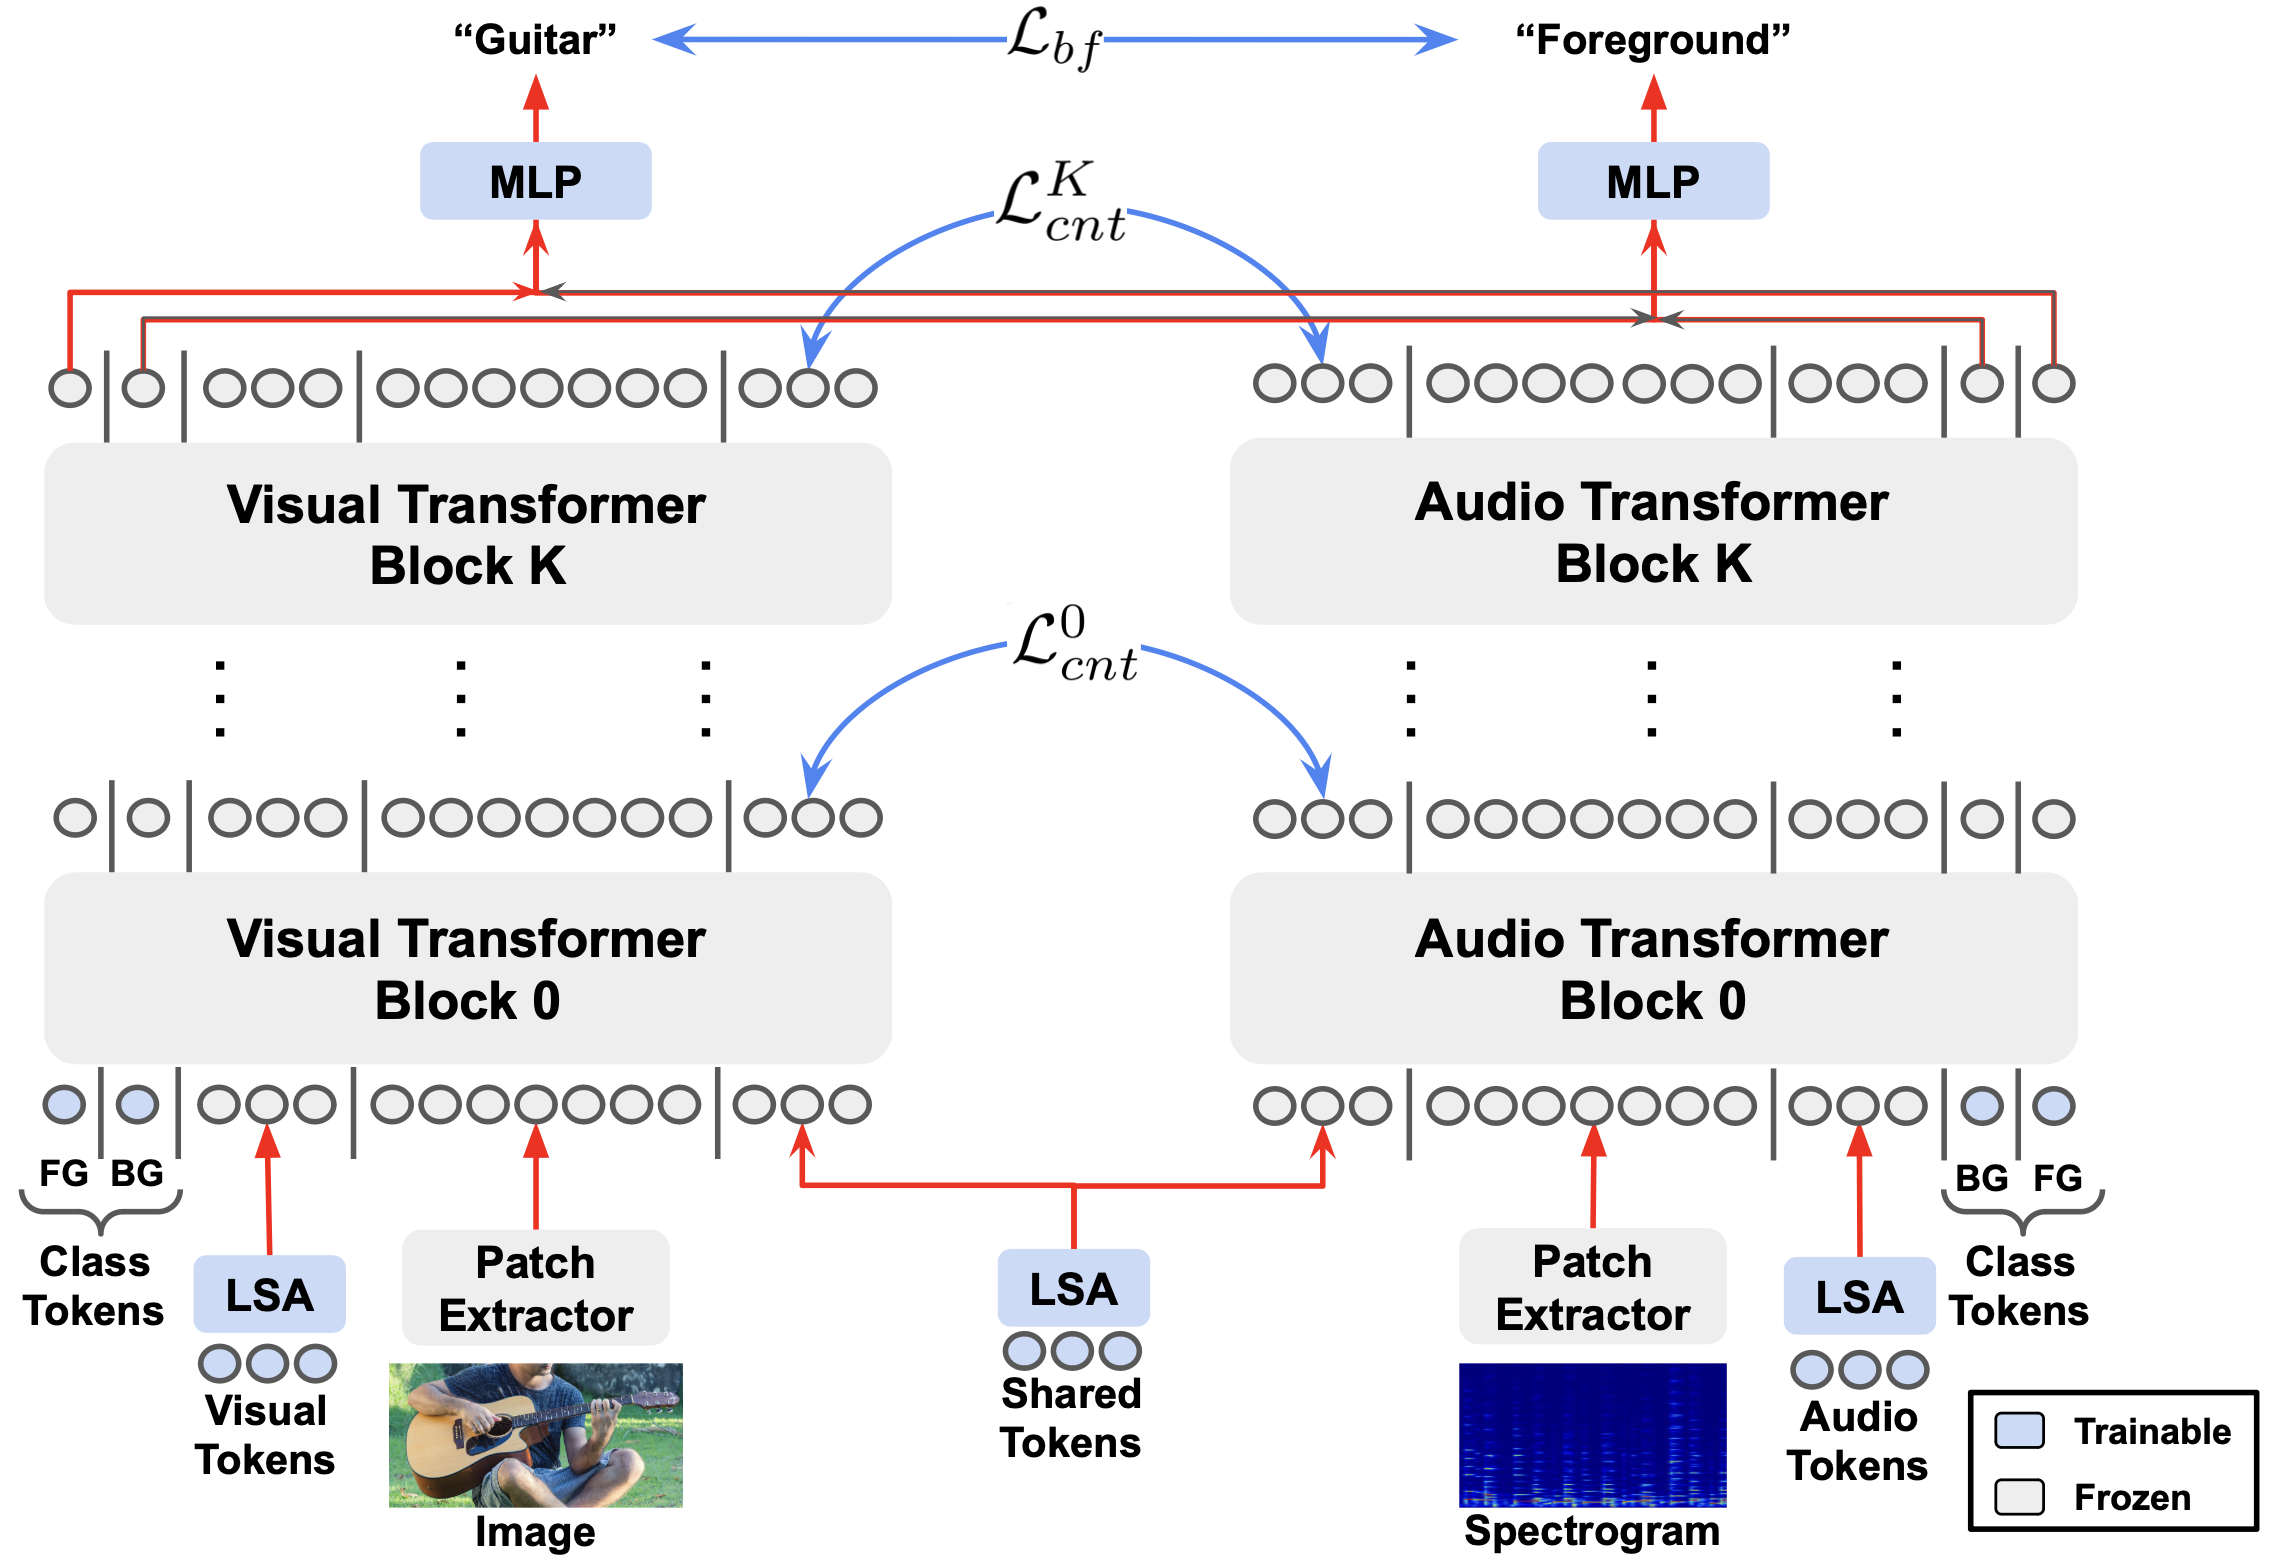 “Guitar”
$\mathcal{L}_{bf}$
“Foreground”
MLP
$\mathcal{L}_{cnt}^{K}$
MLP
Visual Transformer
Block K
Audio Transformer
Block K
$\mathcal{L}_{cnt}^{0}$
Visual Transformer
Block 0
Audio Transformer
Block 0
FG BG
Class
Tokens
LSA
Visual
Tokens
Patch
Extractor
Image
LSA
Shared
Tokens
Patch
Extractor
Spectrogram
LSA
Audio
Tokens
BG FG
Class
Tokens
Trainable
Frozen